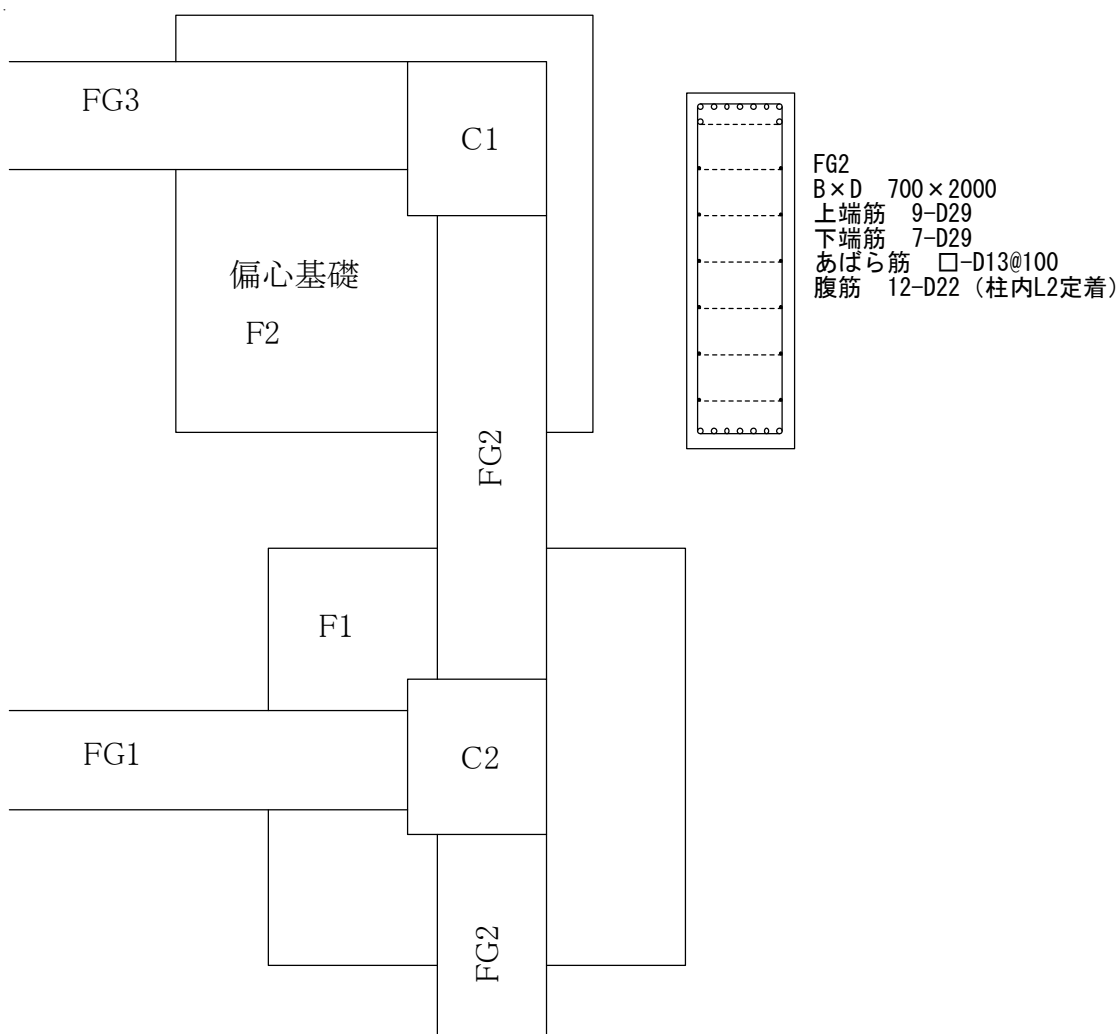 FG3
C1
偏心基礎
F2
FG2
F1
FG1
C2
FG2
FG2
B×D 700×2000
上端筋 9-D29
下端筋 7-D29
あばら筋 口-D13@100
腹筋 12-D22（柱内L2定着）